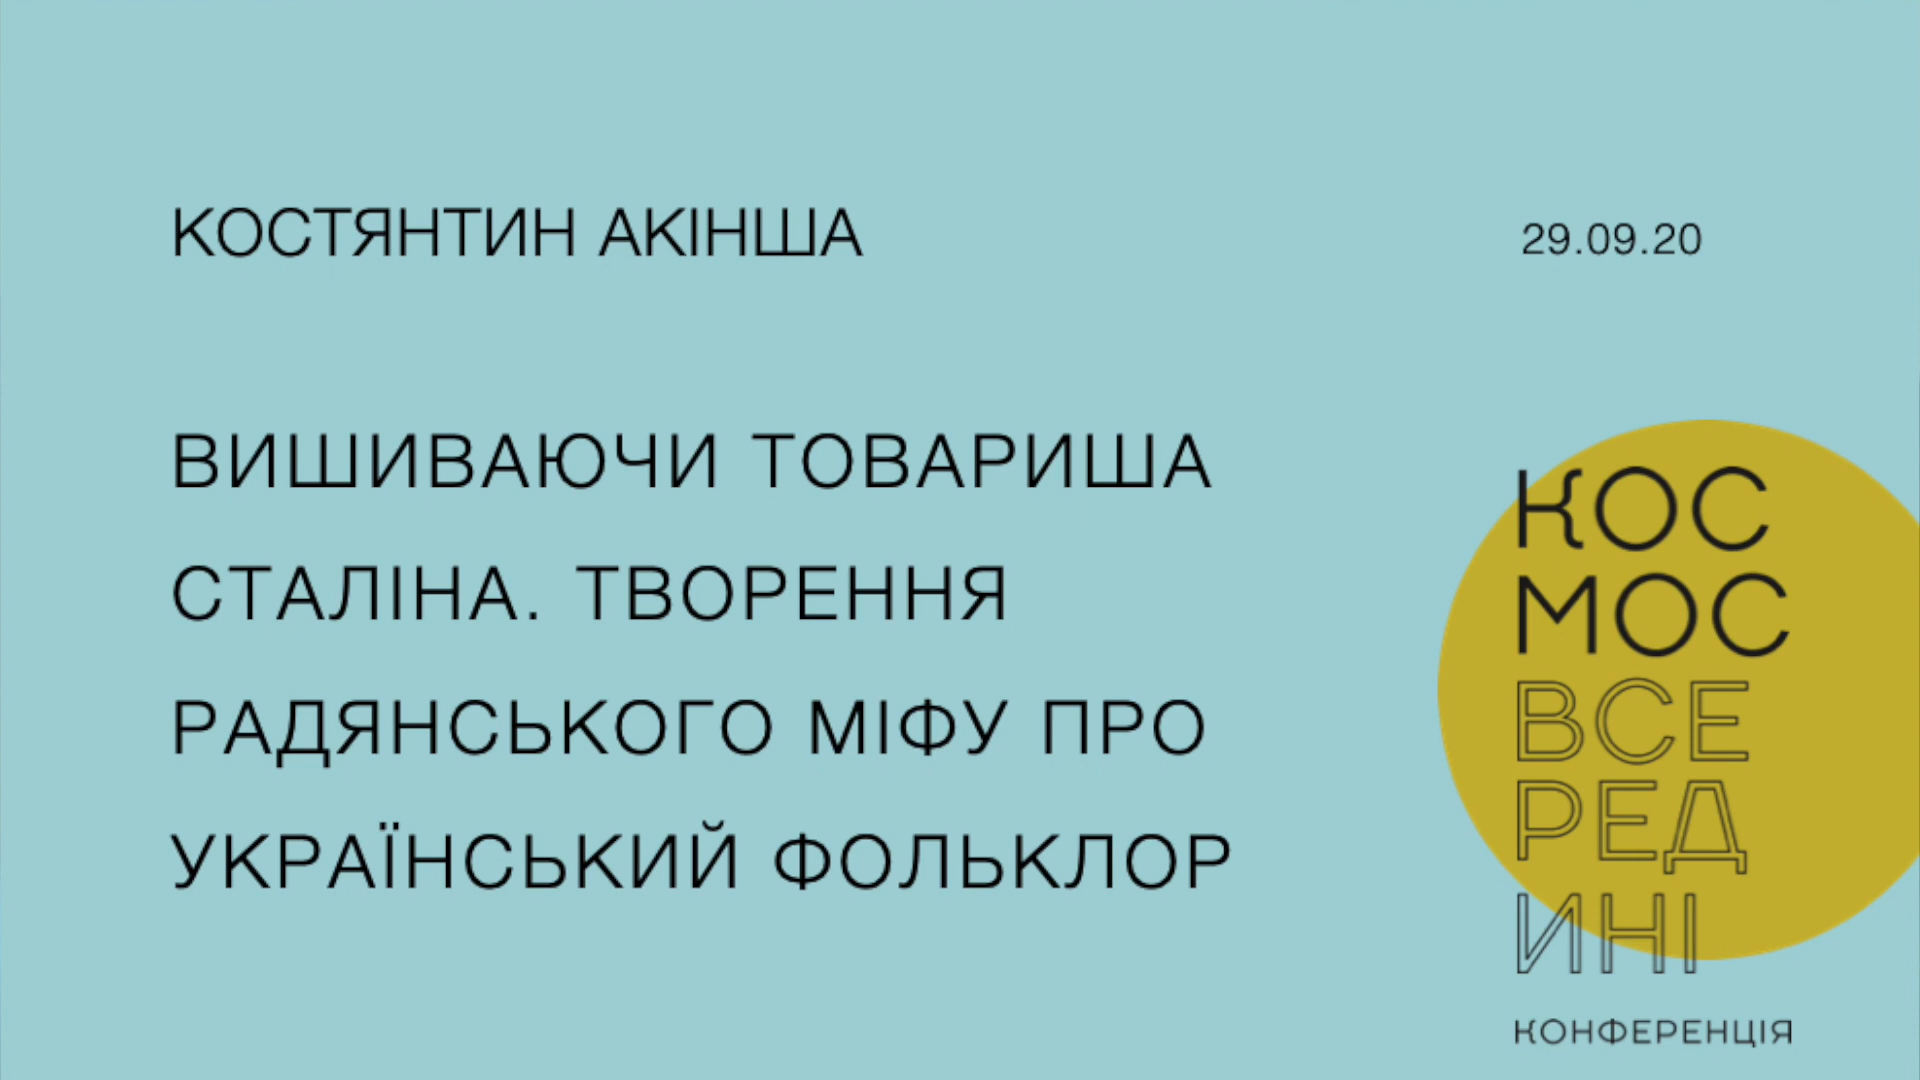 КОСТЯНТИН АКІНША
29.09.20
ВИШИВАЮЧИ ТОВАРИША
СТАЛІНА. ТВОРЕННЯ
РАДЯНСЬКОГО МІФУ ПРО
УКРАЇНСЬКИЙ ФОЛЬКЛОР
КОС
МОС
ВСЕ
РЕД
ИНІ
КОНФЕРЕНЦІЯ